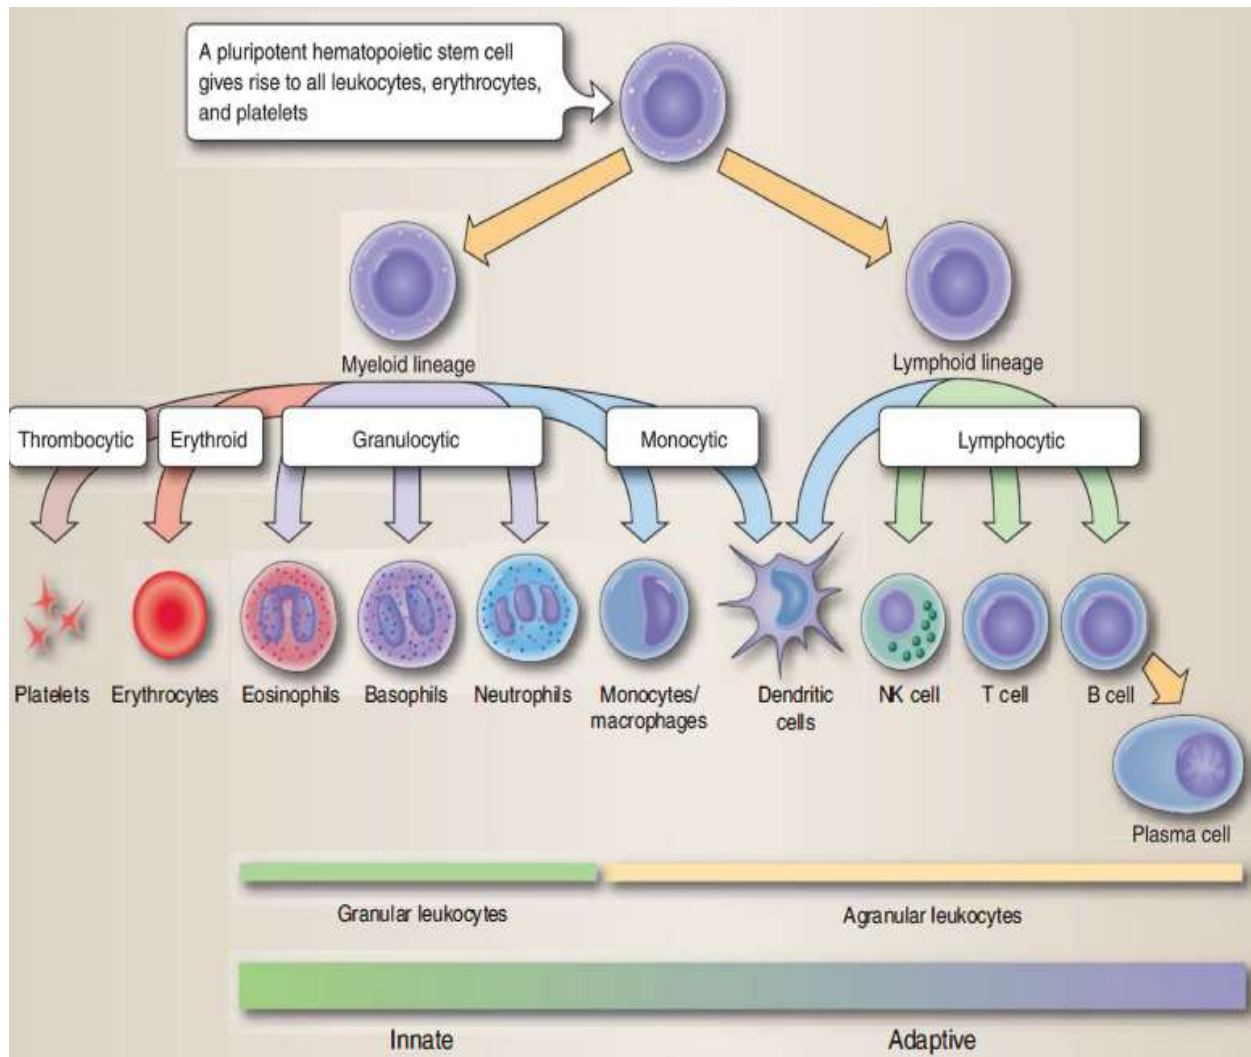 A pluripotent hematopoietic stem cell
gives rise to all leukocytes, erythrocytes,
and platelets
Myeloid lineage
Lymphoid lineage
Thrombocytic
Erythroid
Granulocytic
Monocytic
Lymphocytic
Platelets
Erythrocytes
Eosinophils
Basophils
Neutrophils
Monocytes/
macrophages
Dendritic
cells
NK cell
T cell
B cell
Plasma cell
Granular leukocytes
Agranular leukocytes
Innate
Adaptive